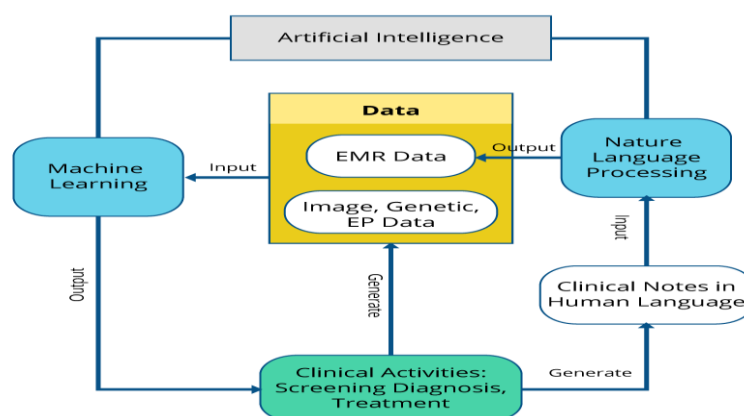 Artificial Intelligence
Data
EMR Data
Image, Genetic,
EP Data
Machine
Learning
Input
Output
Nature
Language
Processing
Input
Clinical Notes in
Human Language
Generate
Generate
Output
Clinical Activities:
Screening Diagnosis,
Treatment